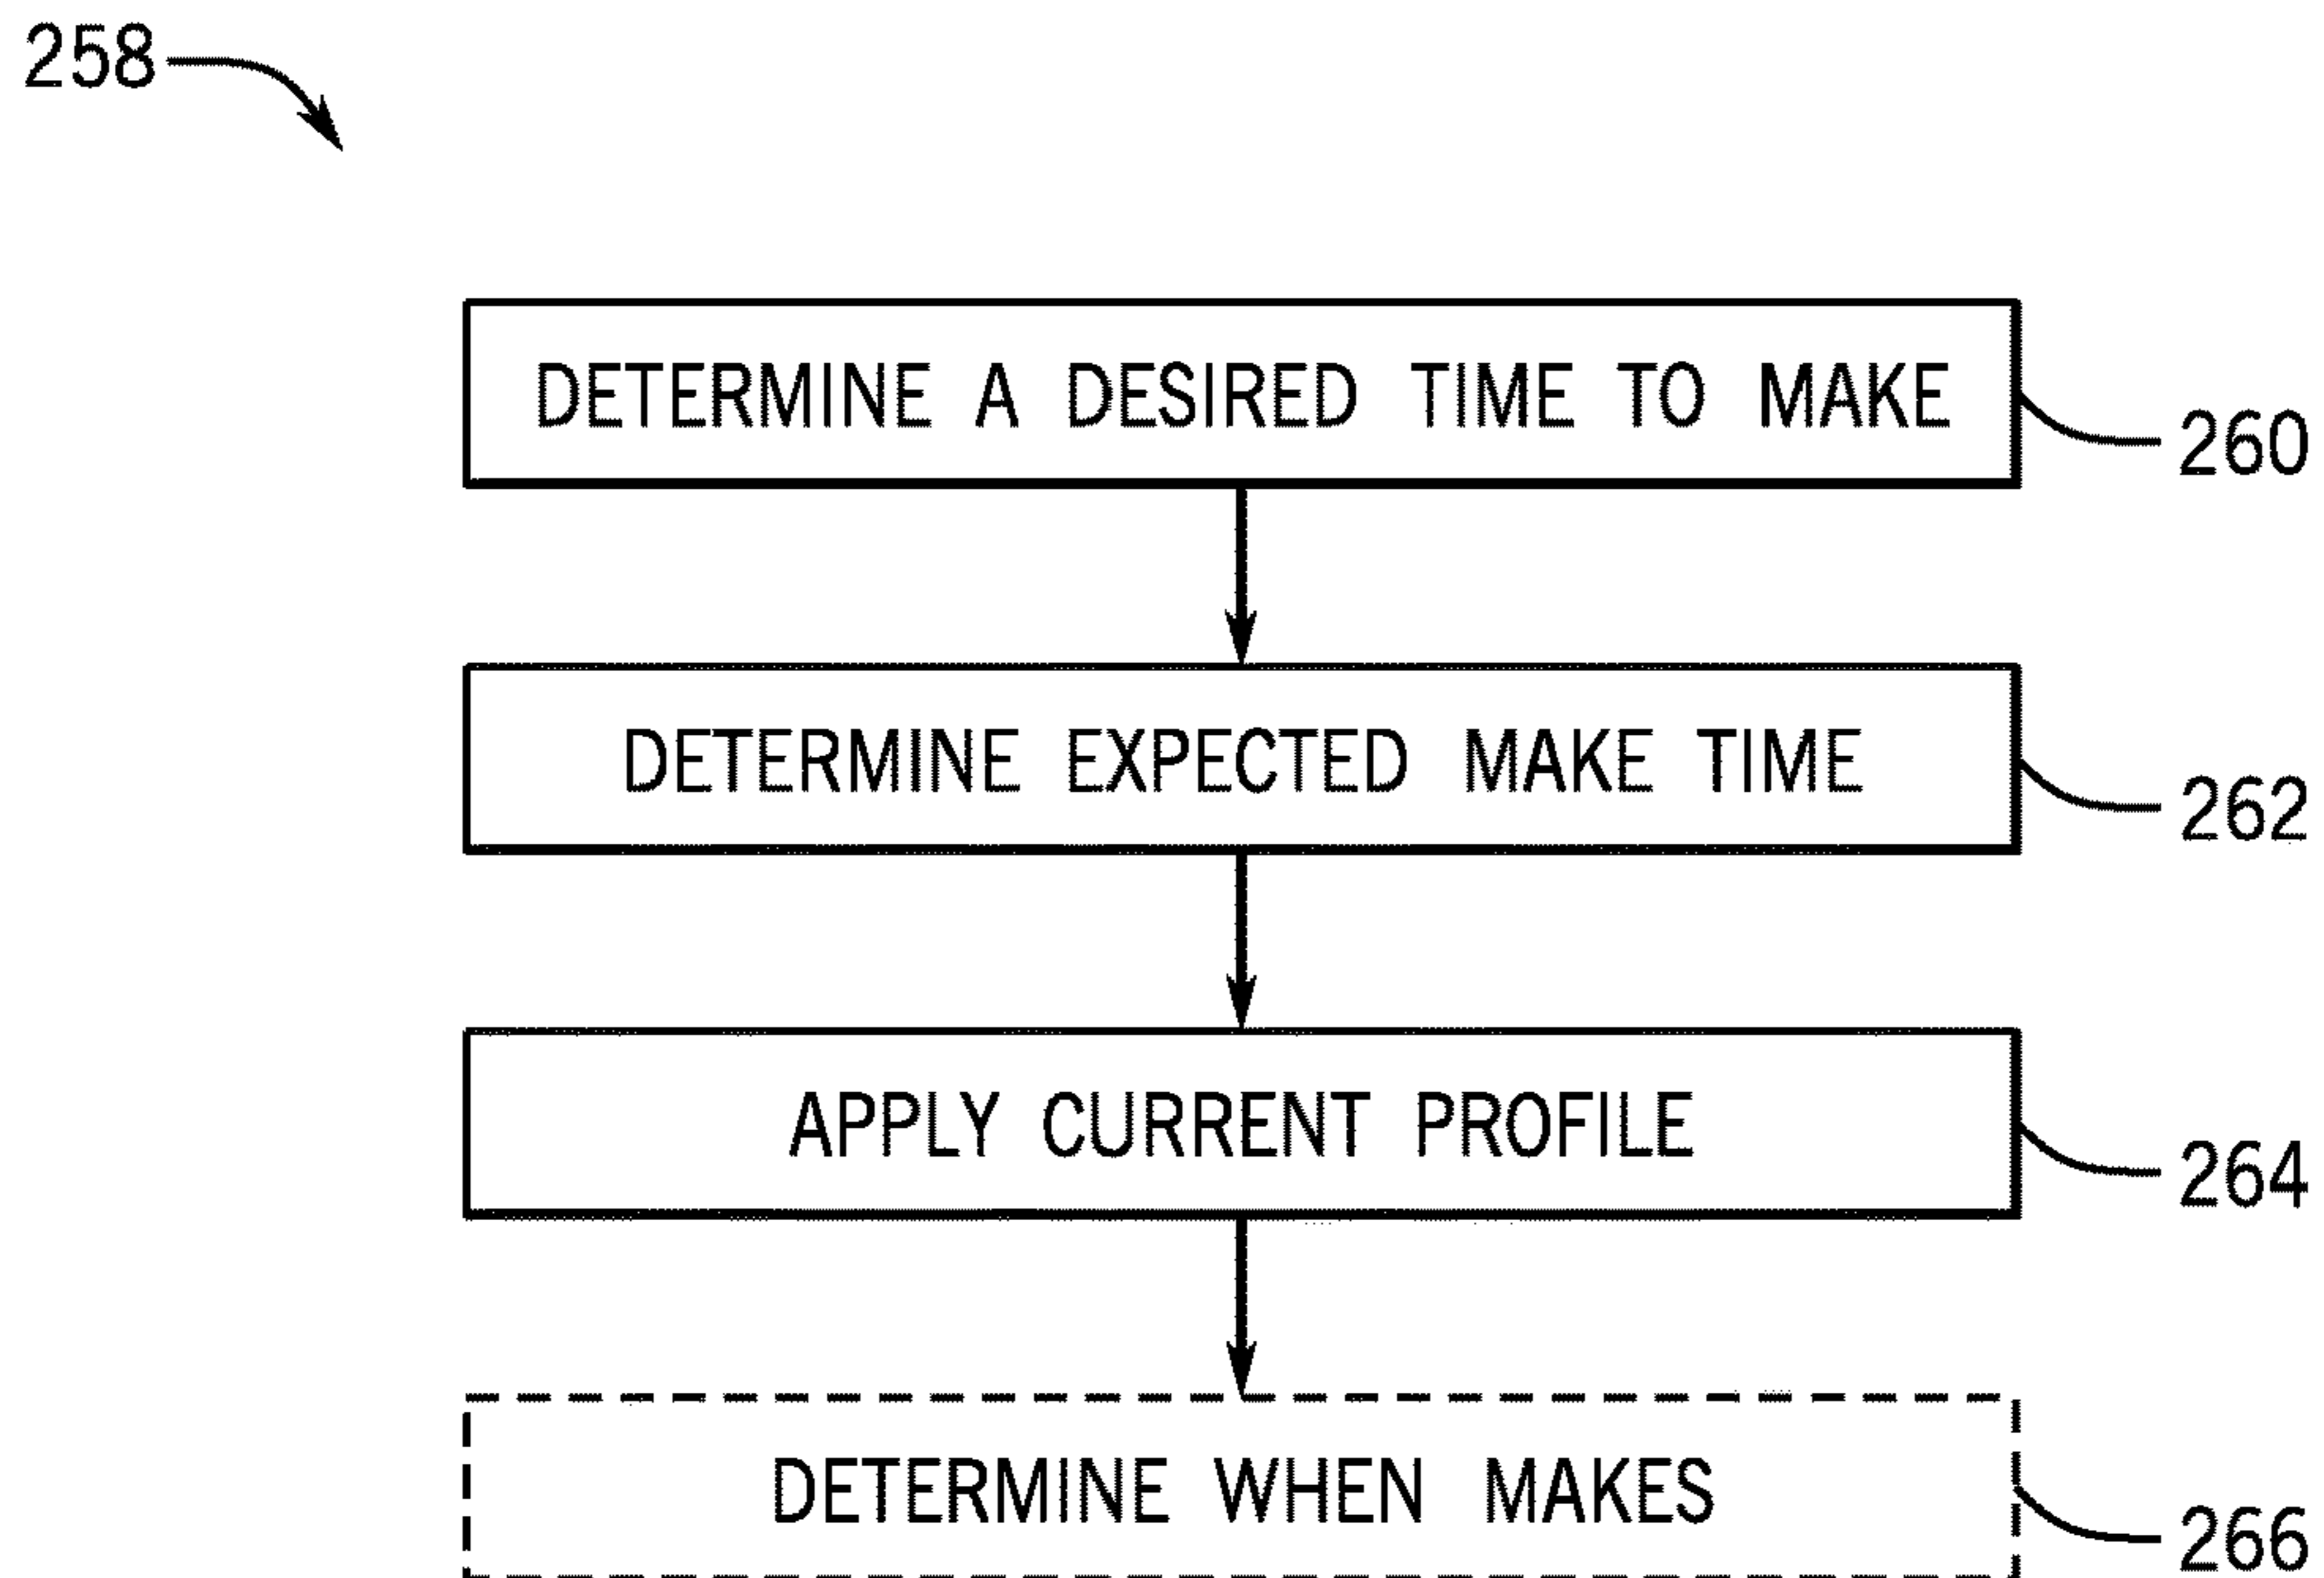 258
DETERMINE A DESIRED TIME TO MAKE
260
DETERMINE EXPECTED MAKE TIME
262
APPLY CURRENT PROFILE
264
DETERMINE WHEN MAKES
266